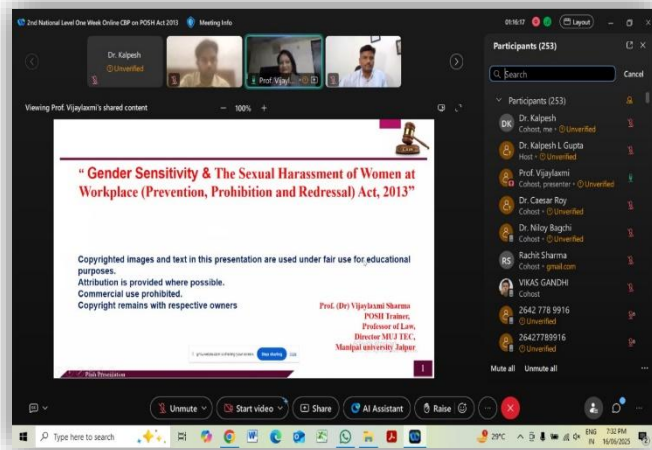 2nd National Level One Week Online CBP on POSH Act 2013 Meeting Info
01:16:17 Layout
Dr. Kalpesh
Unverified
Prof. Vijayl...
Viewing Prof. Vijaylaxmi's shared content
100%
“ Gender Sensitivity & The Sexual Harassment of Women at
Workplace (Prevention, Prohibition and Redressal) Act, 2013”
Copyrighted images and text in this presentation are used under fair use for educational
purposes.
Attribution is provided where possible.
Commercial use prohibited.
Copyright remains with respective owners
Prof. (Dr) Vijaylaxmi Sharma
POSH Trainer,
Professor of Law,
Director MUJ TEC,
Manipal university Jaipur
Stop sharing
Hide
1
Participants (253)
Search
Cancel
Participants (253)
DK
Dr. Kalpesh
Cohost, me • Unverified
Dr. Kalpesh L Gupta
Host • Unverified
Prof. Vijaylaxmi
Cohost, presenter • Unverified
Dr. Caesar Roy
Cohost • Unverified
Dr. Niloy Bagchi
Cohost • Unverified
RS
Rachit Sharma
Cohost • gmail.com
VIKAS GANDHI
Cohost
2642 778 9916
Unverified
26427789916
Unverified
Mute all Unmute all
Unmute Start video Share AI Assistant Raise
Type here to search
29°C
ENG
IN
7:32 PM
16/06/2025